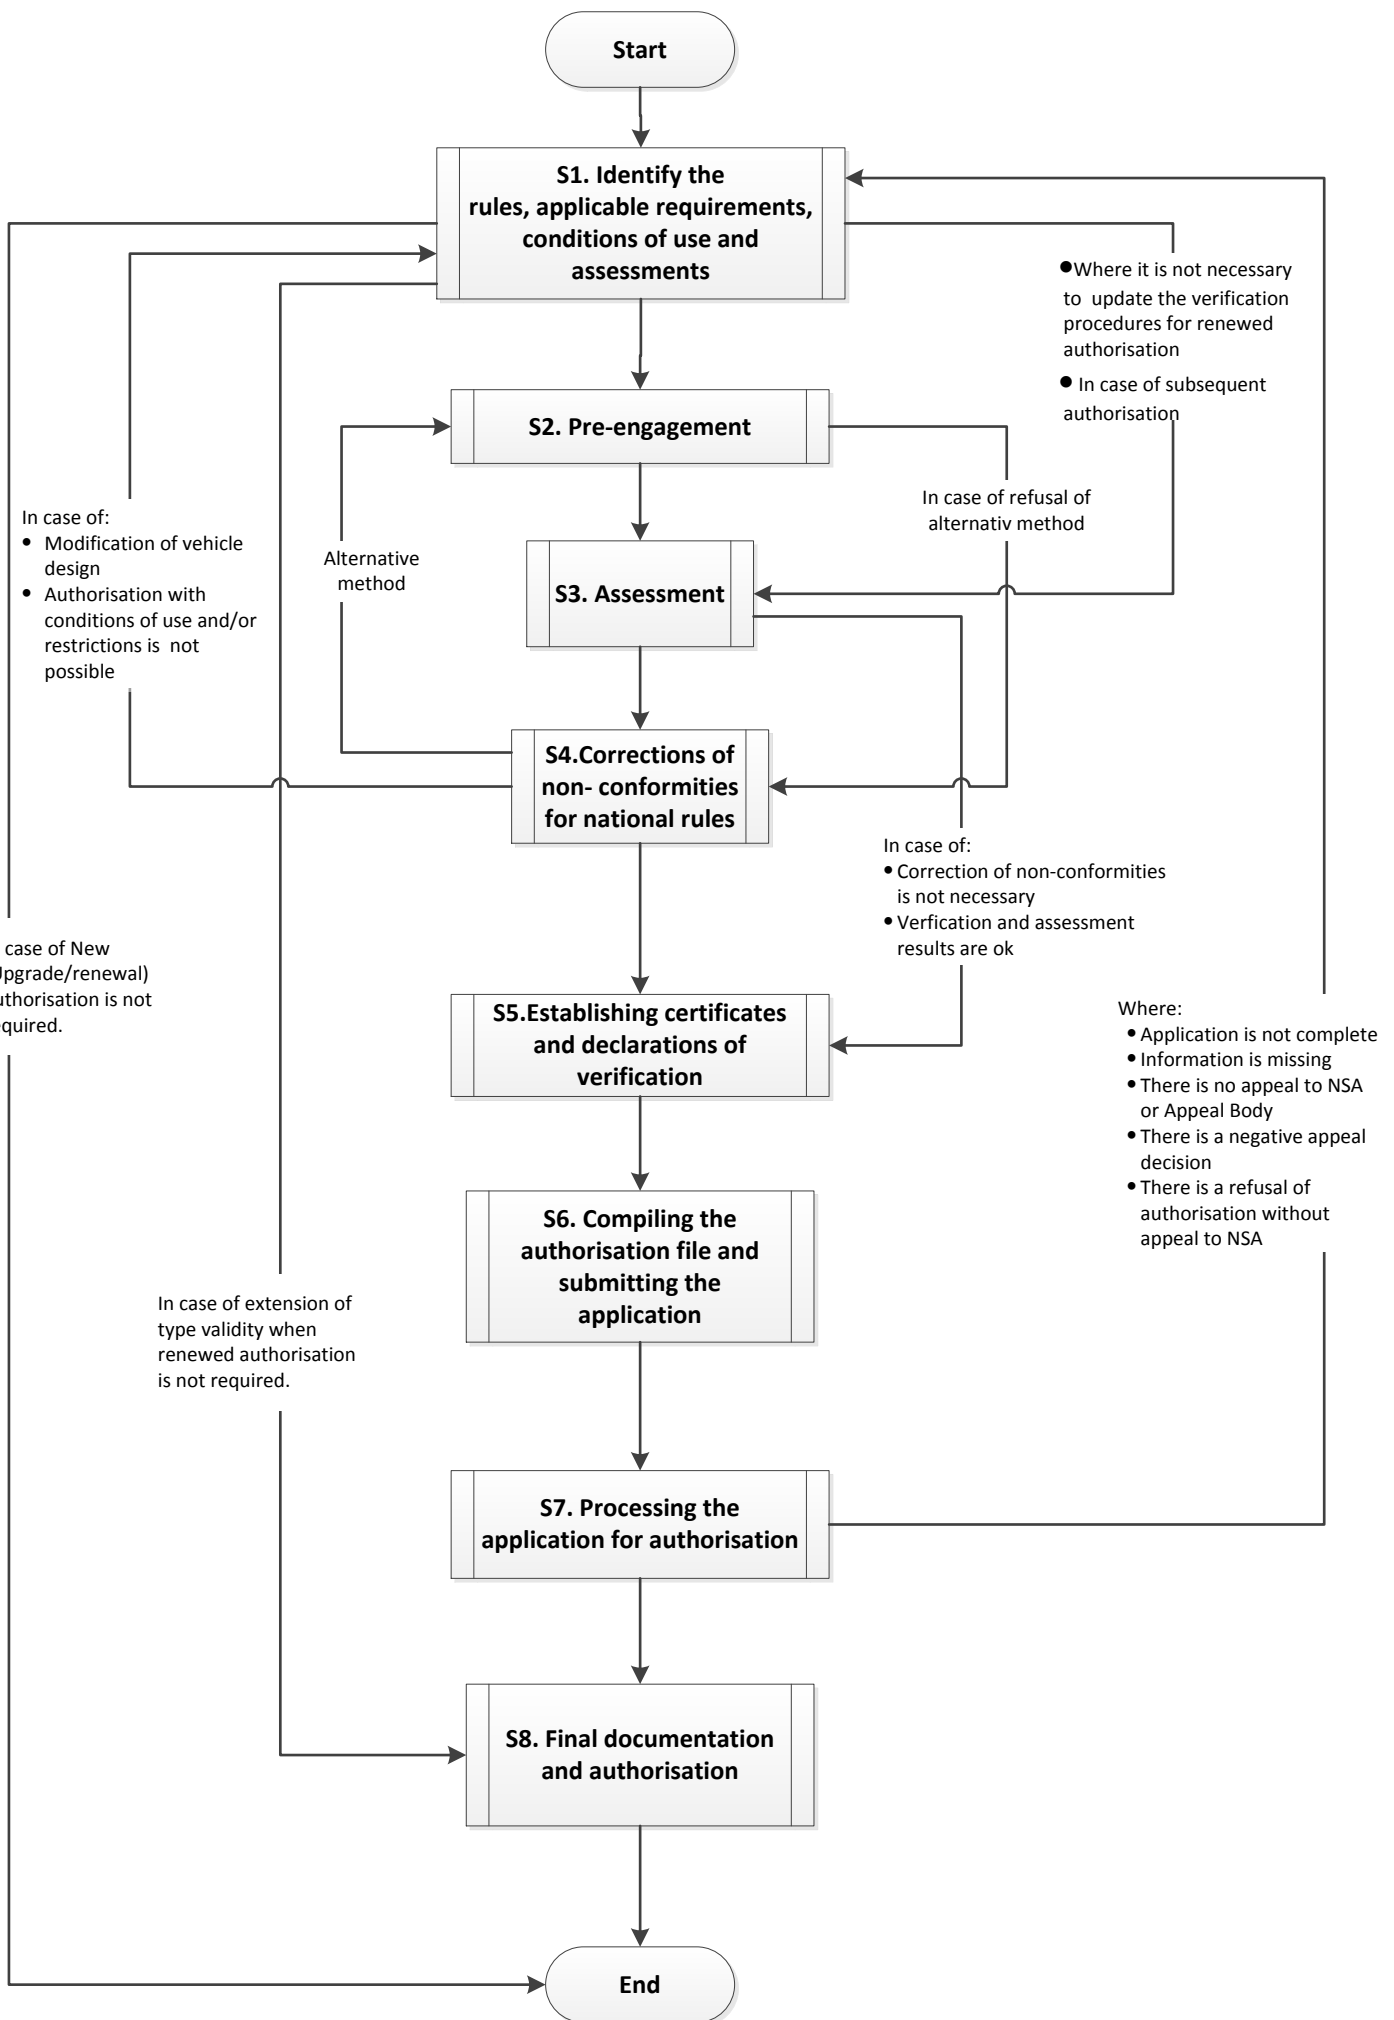 Start
S1. Identify the
rules, applicable requirements,
conditions of use and
assessments
●Where it is not necessary
to update the verification
procedures for renewed
authorisation
● In case of subsequent
authorisation
S2. Pre-engagement
In case of refusal of
alternativ method
In case of:
• Modification of vehicle
design
• Authorisation with
conditions of use and/or
restrictions is not
possible
Alternative
method
S3. Assessment
S4.Corrections of
non- conformities
for national rules
In case of:
• Correction of non-conformities
is not necessary
• Verfication and assessment
results are ok
case of New
pgrade/renewal)
uthorisation is not
equired.
S5.Establishing certificates
and declarations of
verification
Where:
• Application is not complete
• Information is missing
• There is no appeal to NSA
or Appeal Body
• There is a negative appeal
decision
• There is a refusal of
authorisation without
appeal to NSA
S6. Compiling the
authorisation file and
submitting the
application
In case of extension of
type validity when
renewed authorisation
is not required.
S7. Processing the
application for authorisation
S8. Final documentation
and authorisation
End